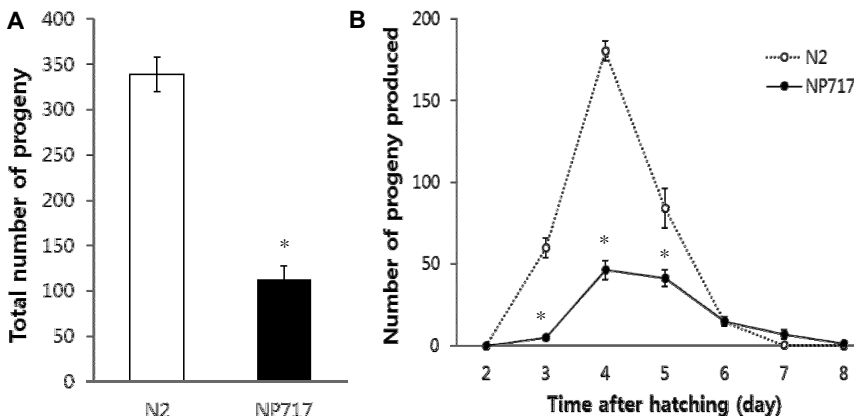 A
Total number of progeny
400
350
300
250
200
150
100
50
0
*
N2
NP717
B
Number of progeny produced
200
150
100
50
0
N2
NP717
*
*
*
2 3 4 5 6 7 8
Time after hatching (day)